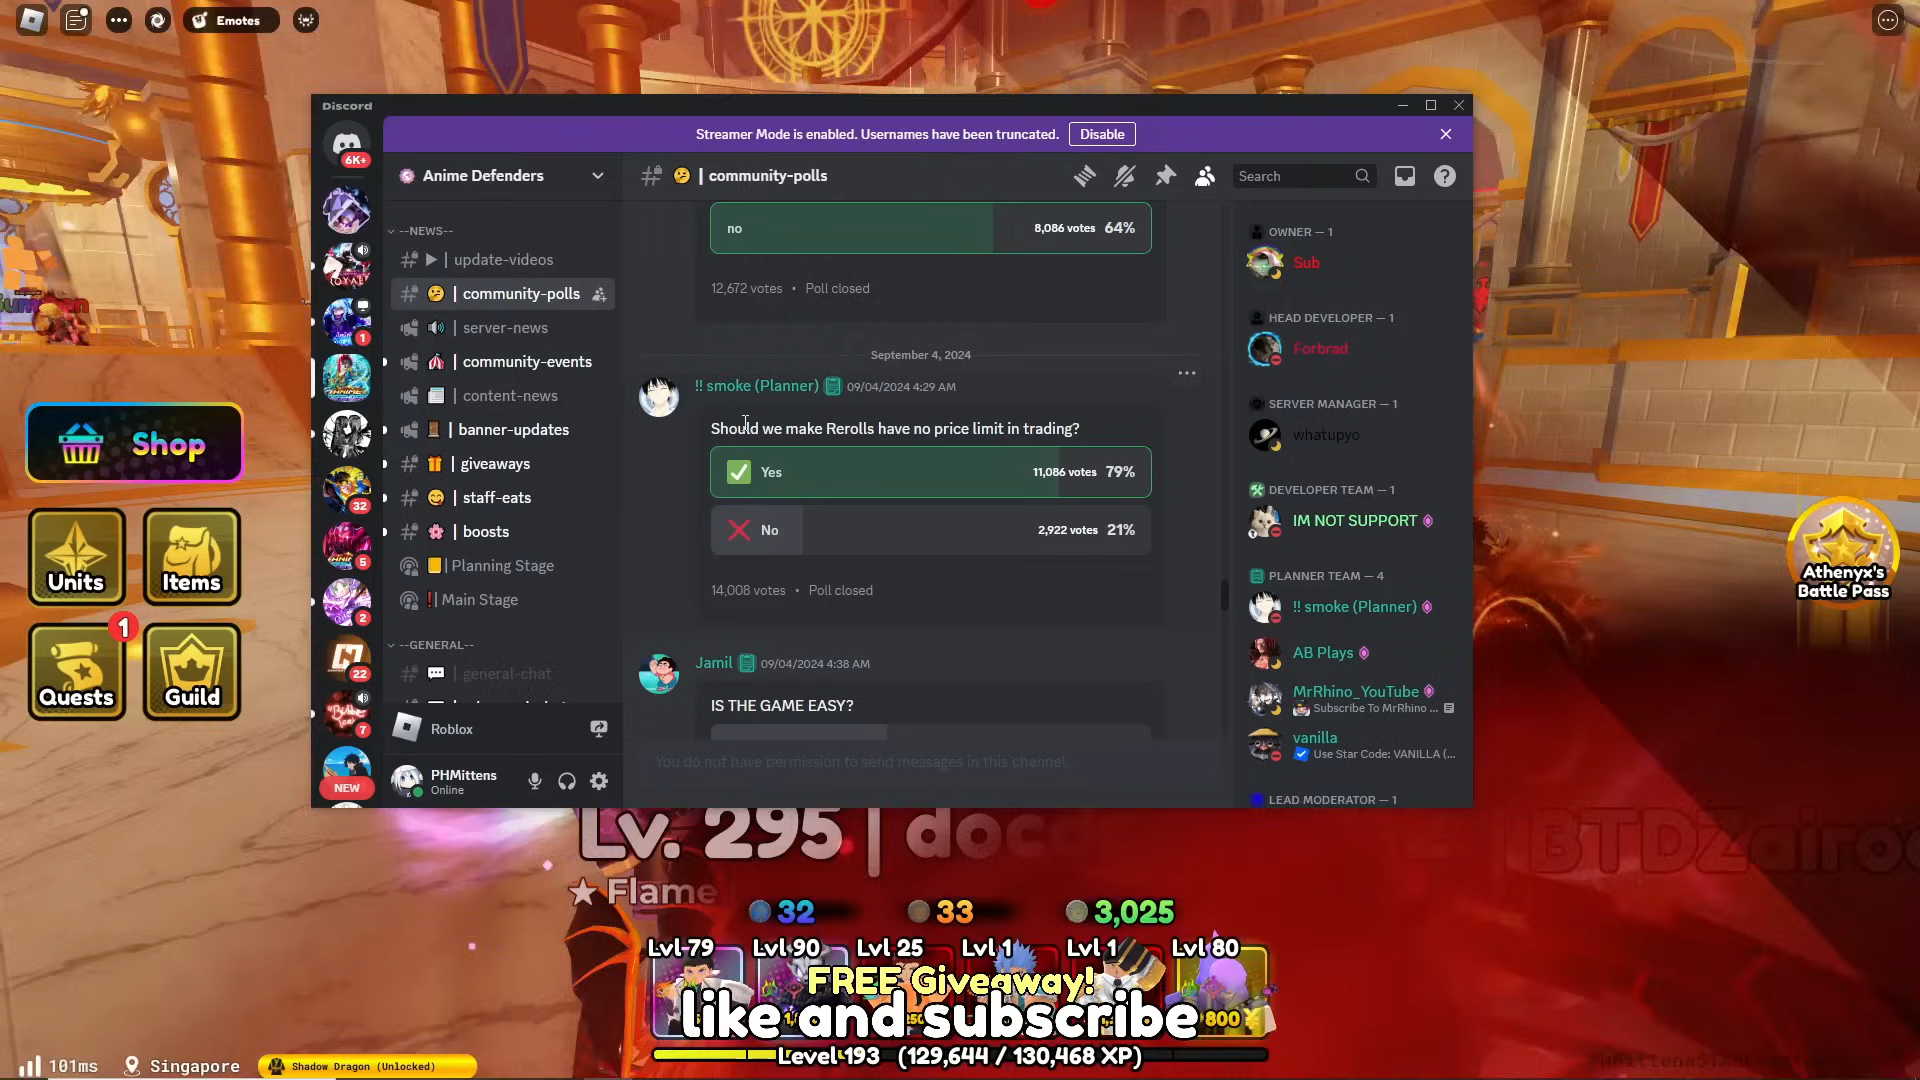 Emotes
Discord
Streamer Mode is enabled. Usernames have been truncated.
Disable
6K+
Anime Defenders
| community-polls
Search
--NEWS--
| update-videos
| community-polls
| server-news
| community-events
| content-news
| banner-updates
| giveaways
| staff-eats
| boosts
| Planning Stage
| Main Stage
--GENERAL--
| general-chat
Roblox
PHMittens
Online
1
32
5
2
22
7
NEW
no
8,086 votes 64%
12,672 votes • Poll closed
September 4, 2024
!! smoke (Planner) 09/04/2024 4:29 AM
Should we make Rerolls have no price limit in trading?
Yes
11,086 votes 79%
No
2,922 votes 21%
14,008 votes • Poll closed
Jamil 09/04/2024 4:38 AM
IS THE GAME EASY?
You do not have permission to send messages in this channel.
OWNER — 1
Sub
HEAD DEVELOPER — 1
Forbrad
SERVER MANAGER — 1
whatupyo
DEVELOPER TEAM — 1
IM NOT SUPPORT
PLANNER TEAM — 4
!! smoke (Planner)
AB Plays
MrRhino_YouTube
Subscribe To MrRhino ...
vanilla
Use Star Code: VANILLA (...
LEAD MODERATOR — 1
Shop
Units
Items
1
Quests
Guild
Athenyx's
Battle Pass
Lv. 295 | docd
Flame
32
33
3,025
Lvl 79
Lvl 90
Lvl 25
Lvl 1
Lvl 1
Lvl 80
FREE Giveaway!
like and subscribe
800
Level 193 (129,644 / 130,468 XP)
101ms
Singapore
Shadow Dragon (Unlocked)